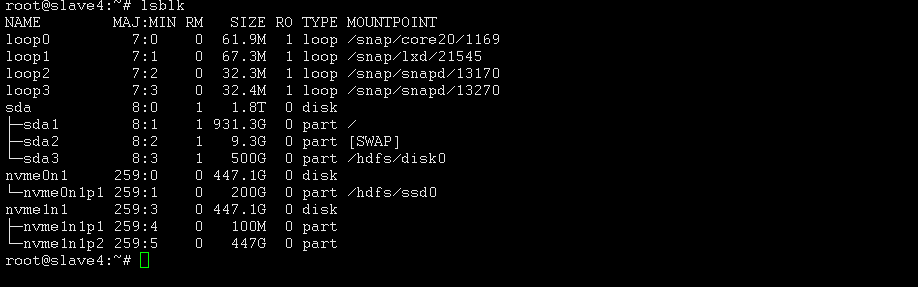 root@slave4:~# lsblk
NAME        MAJ:MIN RM   SIZE RO TYPE MOUNTPOINT
loop0         7:0    0  61.9M  1 loop /snap/core20/1169
loop1         7:1    0  67.3M  1 loop /snap/lxd/21545
loop2         7:2    0  32.3M  1 loop /snap/snapd/13170
loop3         7:3    0  32.4M  1 loop /snap/snapd/13270
sda           8:0    1   1.8T  0 disk
├─sda1        8:1    1 931.3G  0 part /
├─sda2        8:2    1   9.3G  0 part [SWAP]
└─sda3        8:3    1   500G  0 part /hdfs/disk0
nvme0n1     259:0    0 447.1G  0 disk
└─nvme0n1p1 259:1    0   200G  0 part /hdfs/ssd0
nvme1n1     259:3    0 447.1G  0 disk
├─nvme1n1p1 259:4    0   100M  0 part
└─nvme1n1p2 259:5    0   447G  0 part
root@slave4:~#